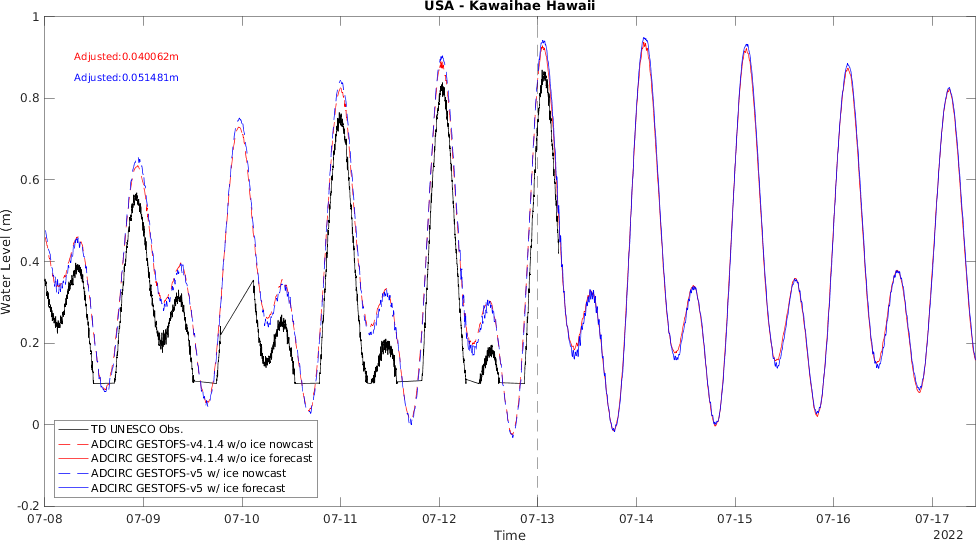 USA - Kawaihae Hawaii
1
Adjusted:0.040062m
Adjusted:0.051481m
0.8
0.6
0.4
0.2
0
-0.2
Water Level (m)
TD UNESCO Obs.
ADCIRC GESTOFS-v4.1.4 w/o ice nowcast
ADCIRC GESTOFS-v4.1.4 w/o ice forecast
ADCIRC GESTOFS-v5 w/ ice nowcast
ADCIRC GESTOFS-v5 w/ ice forecast
07-08 07-09 07-10 07-11 07-12 07-13 07-14 07-15 07-16 07-17
Time 2022